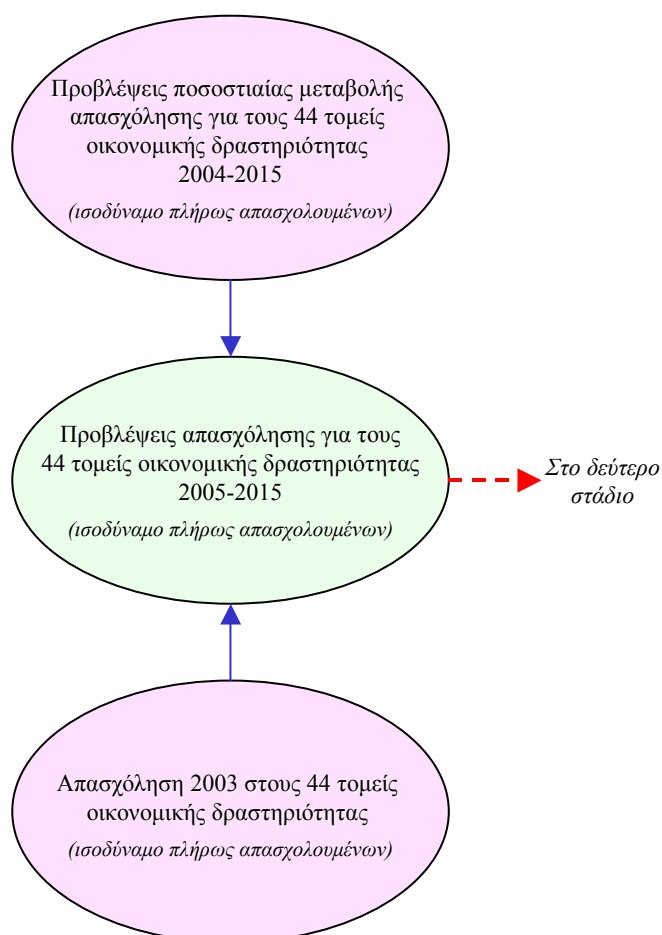 Προβλέψεις ποσοστιαίας μεταβολής
απασχόλησης για τους 44 τομείς
οικονομικής δραστηριότητας
2004-2015
(ισοδύναμο πλήρως απασχολουμένων)
Προβλέψεις απασχόλησης για τους
44 τομείς οικονομικής δραστηριότητας
2005-2015
(ισοδύναμο πλήρως απασχολουμένων)
Στο δεύτερο
στάδιο
Απασχόληση 2003 στους 44 τομείς
οικονομικής δραστηριότητας
(ισοδύναμο πλήρως απασχολουμένων)